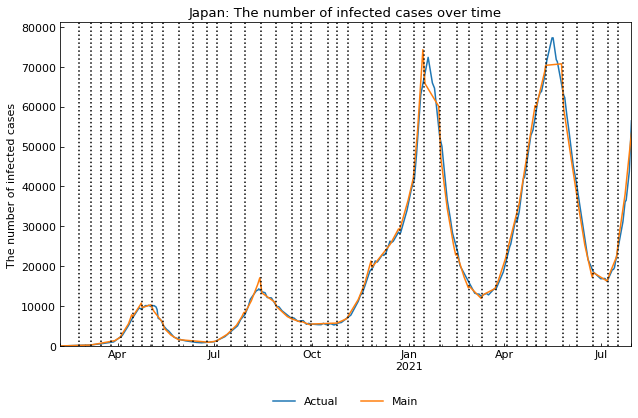 Japan: The number of infected cases over time
The number of infected cases
80000
70000
60000
50000
40000
30000
20000
10000
0
Apr
Jul
Oct
Jan
2021
Apr
Jul
Actual
Main